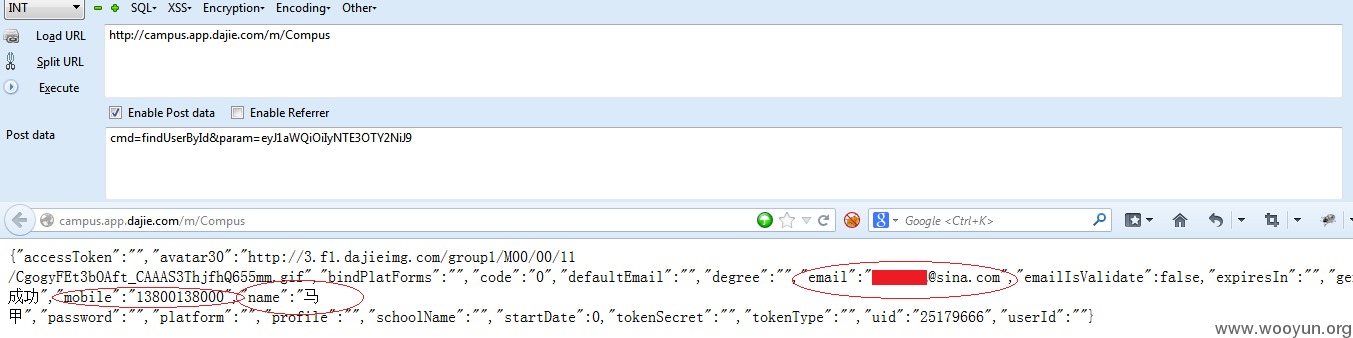 INT SQL- XSS- Encryption- Encoding- Other-
Load URL
http://campus.app.dajie.com/m/Compus
Split URL
Execute
Enable Post data Enable Referrer
Post data
cmd=findUserById&param=eyJ1aWQiOiIyNTE3OTY2NiJ9
campus.app.dajie.com/m/Compus
Google <Ctrl+K>
{"accessToken":"","avatar30":"http://3.f1.dajieimg.com/group1/M00/00/11
/CgogyFEt3bOAft_CAAAS3ThjfhQ655mm.gif","bindPlatForms":"","code":"0","defaultEmail":"","degree":"","email":" @sina.com","emailIsValidate":false,"expiresIn":"","ge
成功","mobile":"13800138000","name":"马
甲","password":"","platform":"","profile":"","schoolName":"","startDate":0,"tokenSecret":"","tokenType":"","uid":"25179666","userId":""}
www.wooyun.org